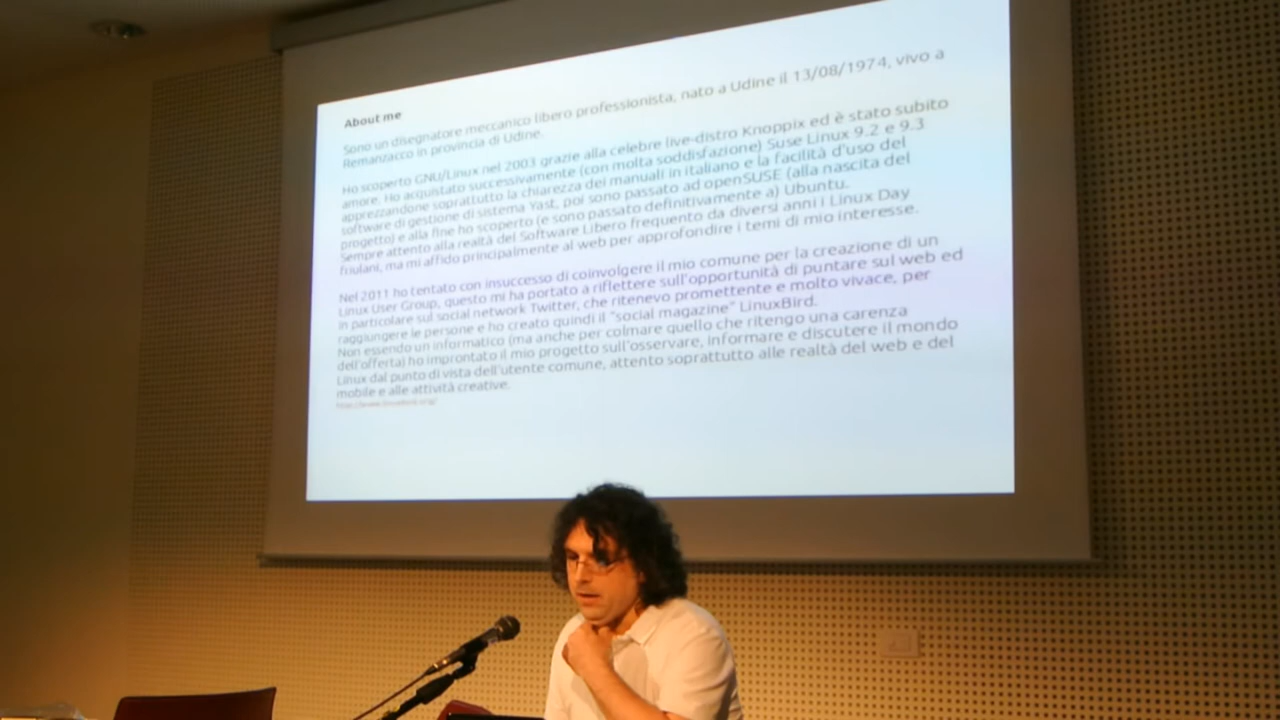 About me
Sono un disegnatore meccanico libero professionista, nato a Udine il 13/08/1974, vivo a
Remanzacco in provincia di Udine.
Ho scoperto GNU/Linux nel 2003 grazie alla celebre live-distro Knoppix ed è stato subito
amore. Ho acquistato successivamente (con molta soddisfazione) Suse Linux 9.2 e 9.3
apprezzandone soprattutto la chiarezza dei manuali in italiano e la facilità d'uso del
software di gestione di sistema Yast, poi sono passato ad openSUSE (alla nascita del
progetto) e alla fine ho scoperto (e sono passato definitivamente a) Ubuntu.
Sempre attento alla realtà del Software Libero frequento da diversi anni i Linux Day
friulani, ma mi affido principalmente al web per approfondire i temi di mio interesse.
Nel 2011 ho tentato con insuccesso di coinvolgere il mio comune per la creazione di un
Linux User Group, questo mi ha portato a riflettere sull'opportunità di puntare sul web ed
in particolare sul social network Twitter, che ritenevo promettente e molto vivace, per
raggiungere le persone e ho creato quindi il "social magazine" LinuxBird.
Non essendo un informatico (ma anche per colmare quello che ritengo una carenza
dell'offerta) ho improntato il mio progetto sull'osservare, informare e discutere il mondo
Linux dal punto di vista dell'utente comune, attento soprattutto alle realtà del web e del
mobile e alle attività creative.